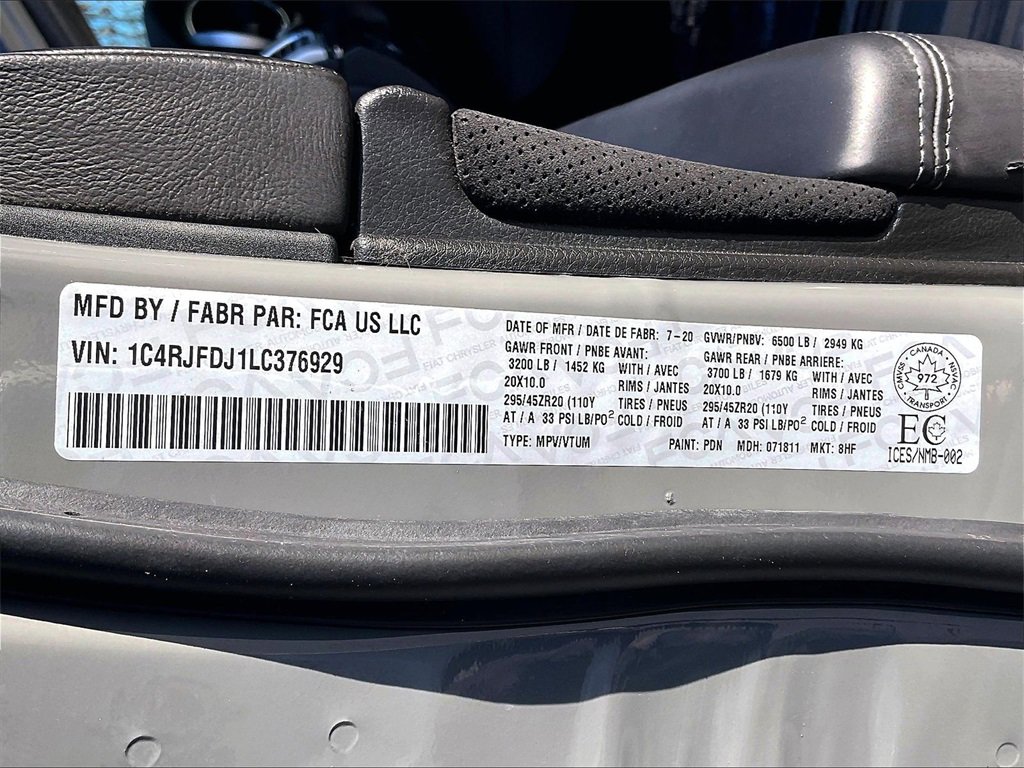 MFD BY / FABR PAR: FCA US LLC
VIN: 1C4RJFDJ1LC376929
DATE OF MFR / DATE DE FABR: 7-20
GVWR/PNBV: 6500 LB / 2949 KG
GAWR FRONT / PNBE AVANT:
3200 LB / 1452 KG WITH / AVEC
20X10.0 RIMS / JANTES
295/45ZR20 (110Y TIRES / PNEUS
AT / A 33 PSI LB/PO² COLD / FROID
GAWR REAR / PNBE ARRIERE:
3700 LB / 1679 KG WITH / AVEC
20X10.0 RIMS / JANTES
295/45ZR20 (110Y TIRES / PNEUS
AT / A 33 PSI LB/PO² COLD / FROID
TYPE: MPV/VTUM PAINT: PDN MDH: 071811 MKT: 8HF
CANADA
CMVSS NSVAC
972
TRANSPORT
EC
ICES/NMB-002